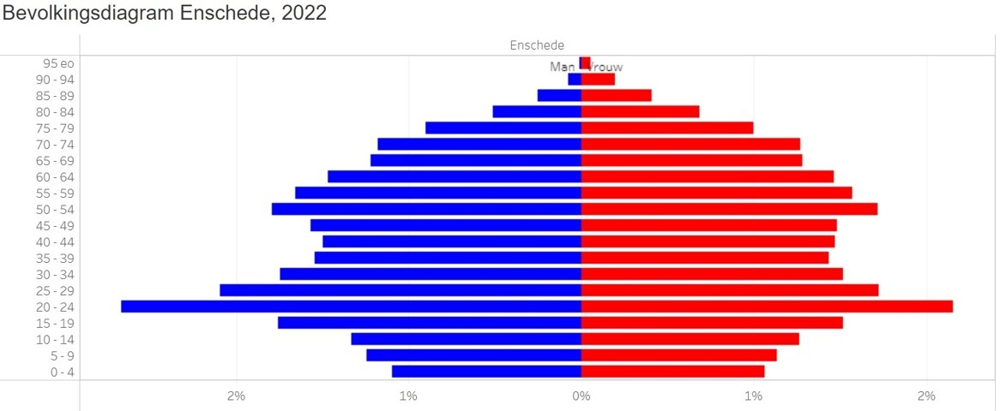 Bevolkingsdiagram Enschede, 2022
Enschede
95 eo
Man Vrouw
90 - 94
85 - 89
80 - 84
75 - 79
70 - 74
65 - 69
60 - 64
55 - 59
50 - 54
45 - 49
40 - 44
35 - 39
30 - 34
25 - 29
20 - 24
15 - 19
10 - 14
5 - 9
0 - 4
2% 1% 0% 1% 2%